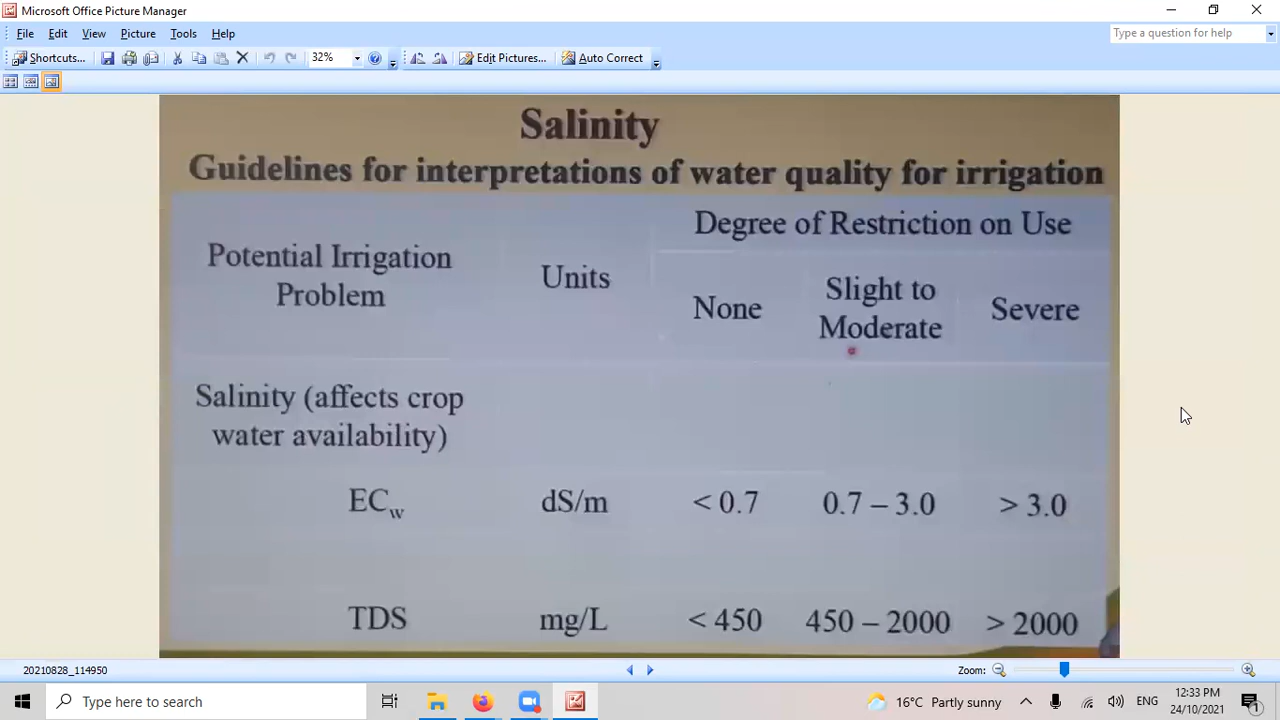 Microsoft Office Picture Manager
File Edit View Picture Tools Help
Type a question for help
Shortcuts... 32% Edit Pictures... Auto Correct
Salinity
Guidelines for interpretations of water quality for irrigation
Degree of Restriction on Use
Potential Irrigation
Problem
Units
None
Slight to
Moderate
Severe
Salinity (affects crop
water availability)
ECw dS/m < 0.7 0.7 – 3.0 > 3.0
TDS mg/L < 450 450 – 2000 > 2000
20210828_114950
Zoom:
Type here to search
16°C Partly sunny
ENG
12:33 PM
24/10/2021
1